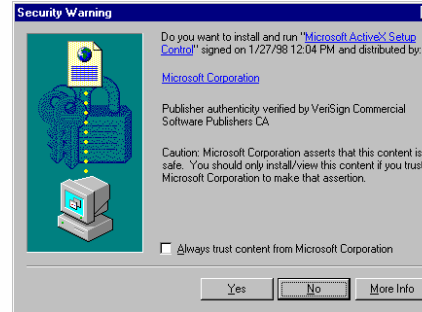 Security Warning
Do you want to install and run "Microsoft ActiveX Setup
Control" signed on 1/27/98 12:04 PM and distributed by:
Microsoft Corporation
Publisher authenticity verified by VeriSign Commercial
Software Publishers CA
Caution: Microsoft Corporation asserts that this content is
safe. You should only install/view this content if you trust
Microsoft Corporation to make that assertion.
Always trust content from Microsoft Corporation
Yes No More Info